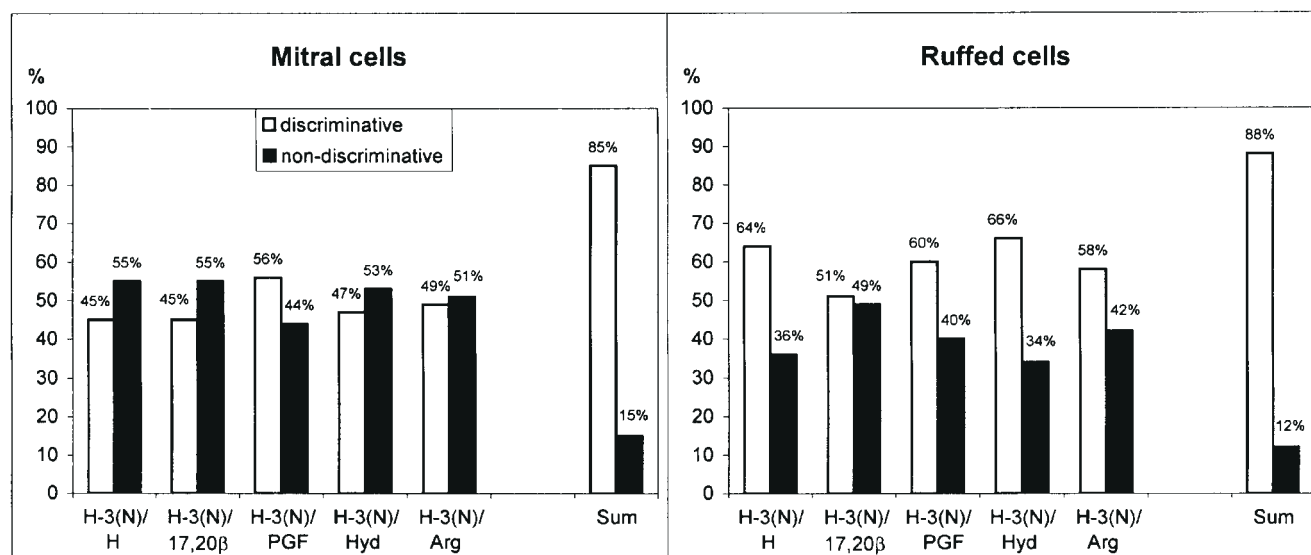 Mitral cells
%
100
90
80
70
60
50
40
30
20
10
0
discriminative
non-discriminative
45%
55%
45%
55%
56%
44%
47%
53%
49%
51%
85%
15%
H-3(N)/
H
H-3(N)/
17,20β
H-3(N)/
PGF
H-3(N)/
Hyd
H-3(N)/
Arg
Sum
Ruffed cells
%
100
90
80
70
60
50
40
30
20
10
0
64%
36%
51%
49%
60%
40%
66%
34%
58%
42%
88%
12%
H-3(N)/
H
H-3(N)/
17,20β
H-3(N)/
PGF
H-3(N)/
Hyd
H-3(N)/
Arg
Sum